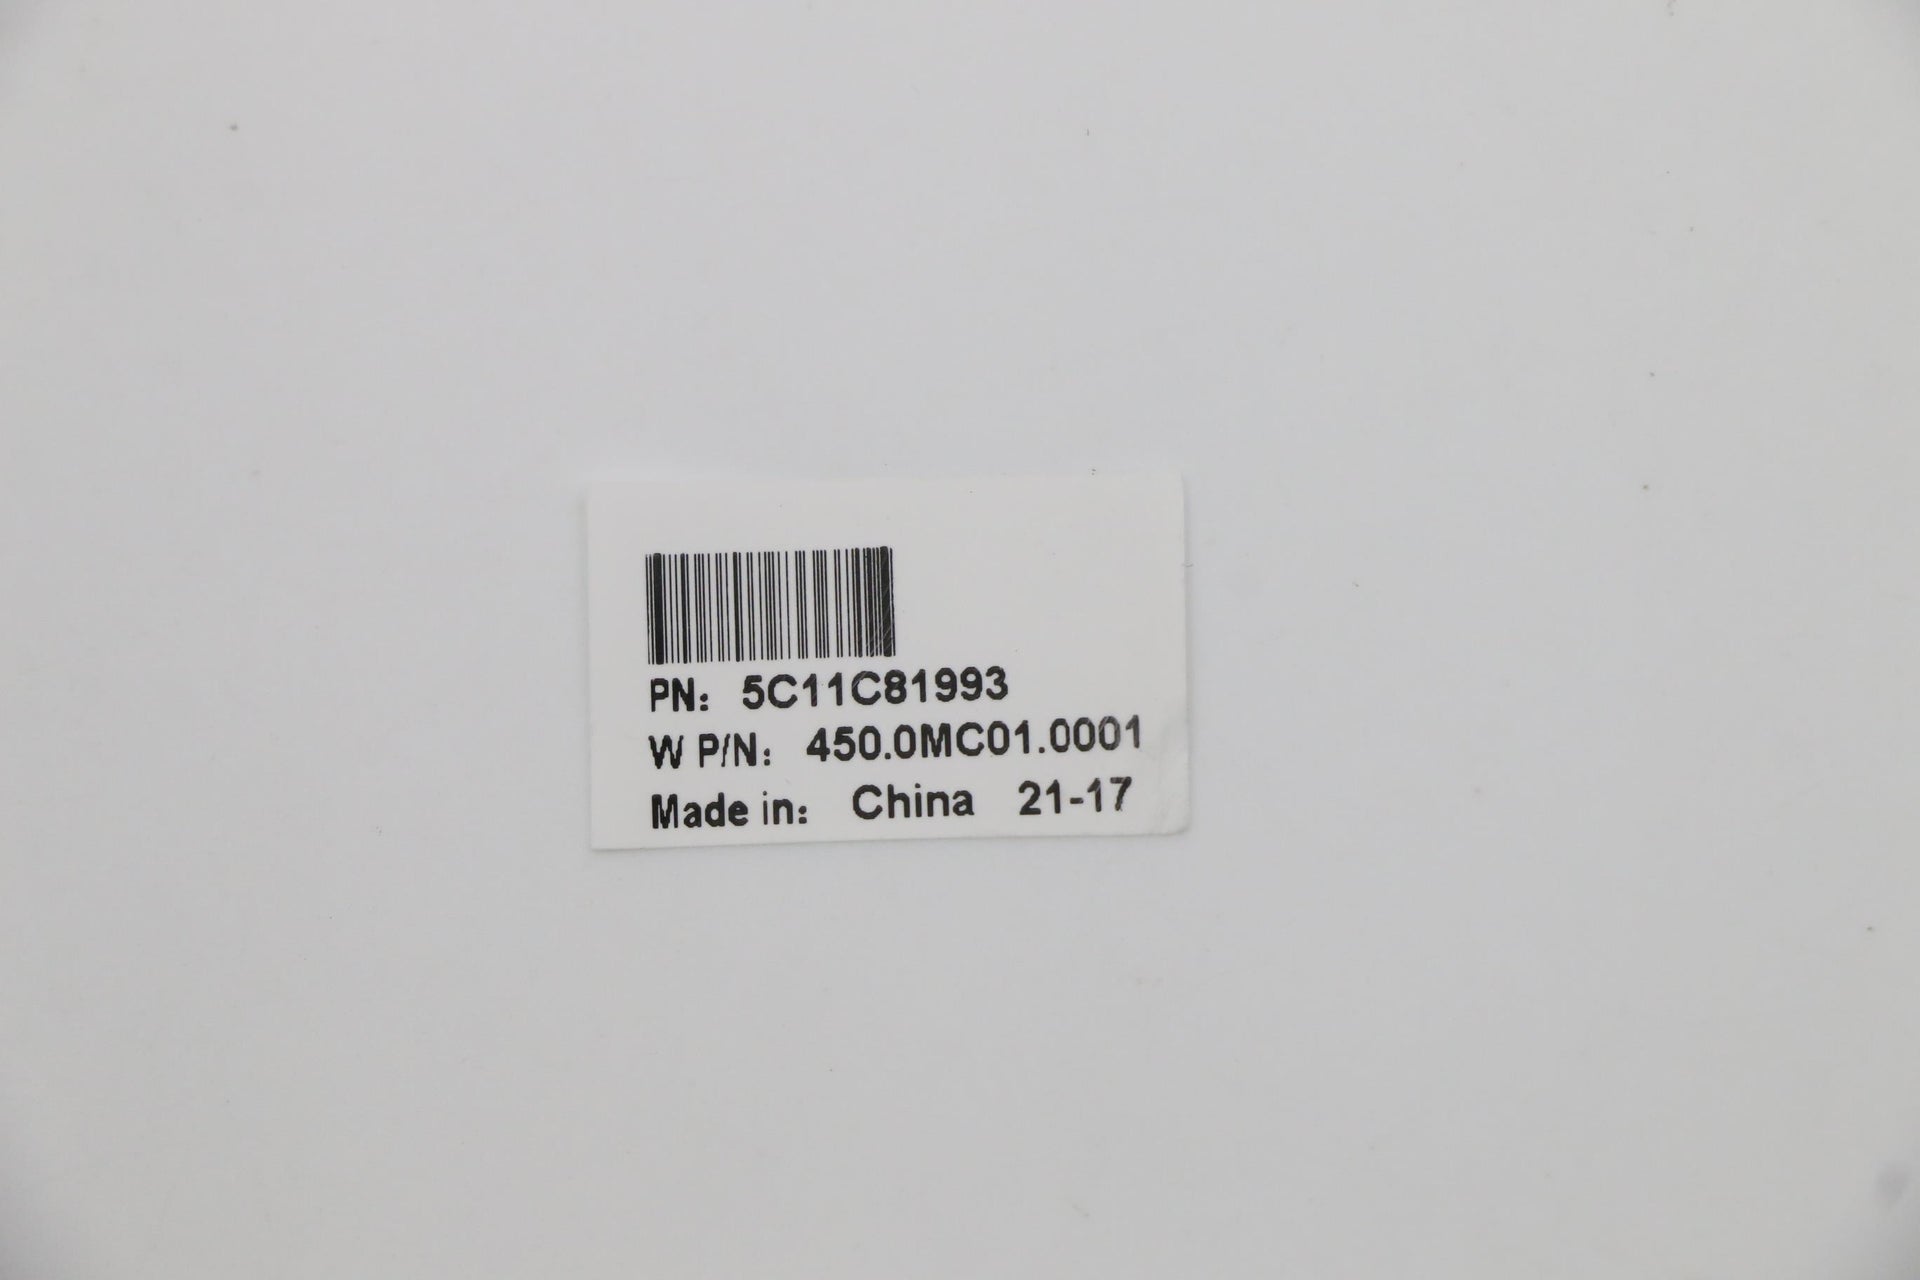 PN: 5C11C81993
W P/N: 450.0MC01.0001
Made in: China 21-17